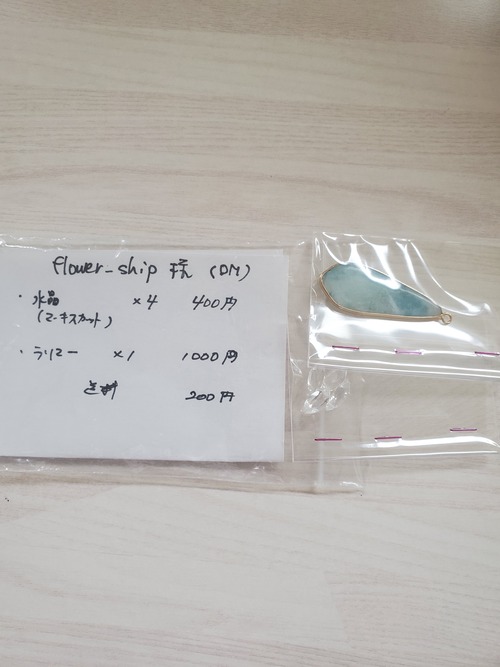 flower-ship (DM)
・水晶 ×4 400円
(マーキスカット)
・ラリマー ×1 1000円
送料 200円